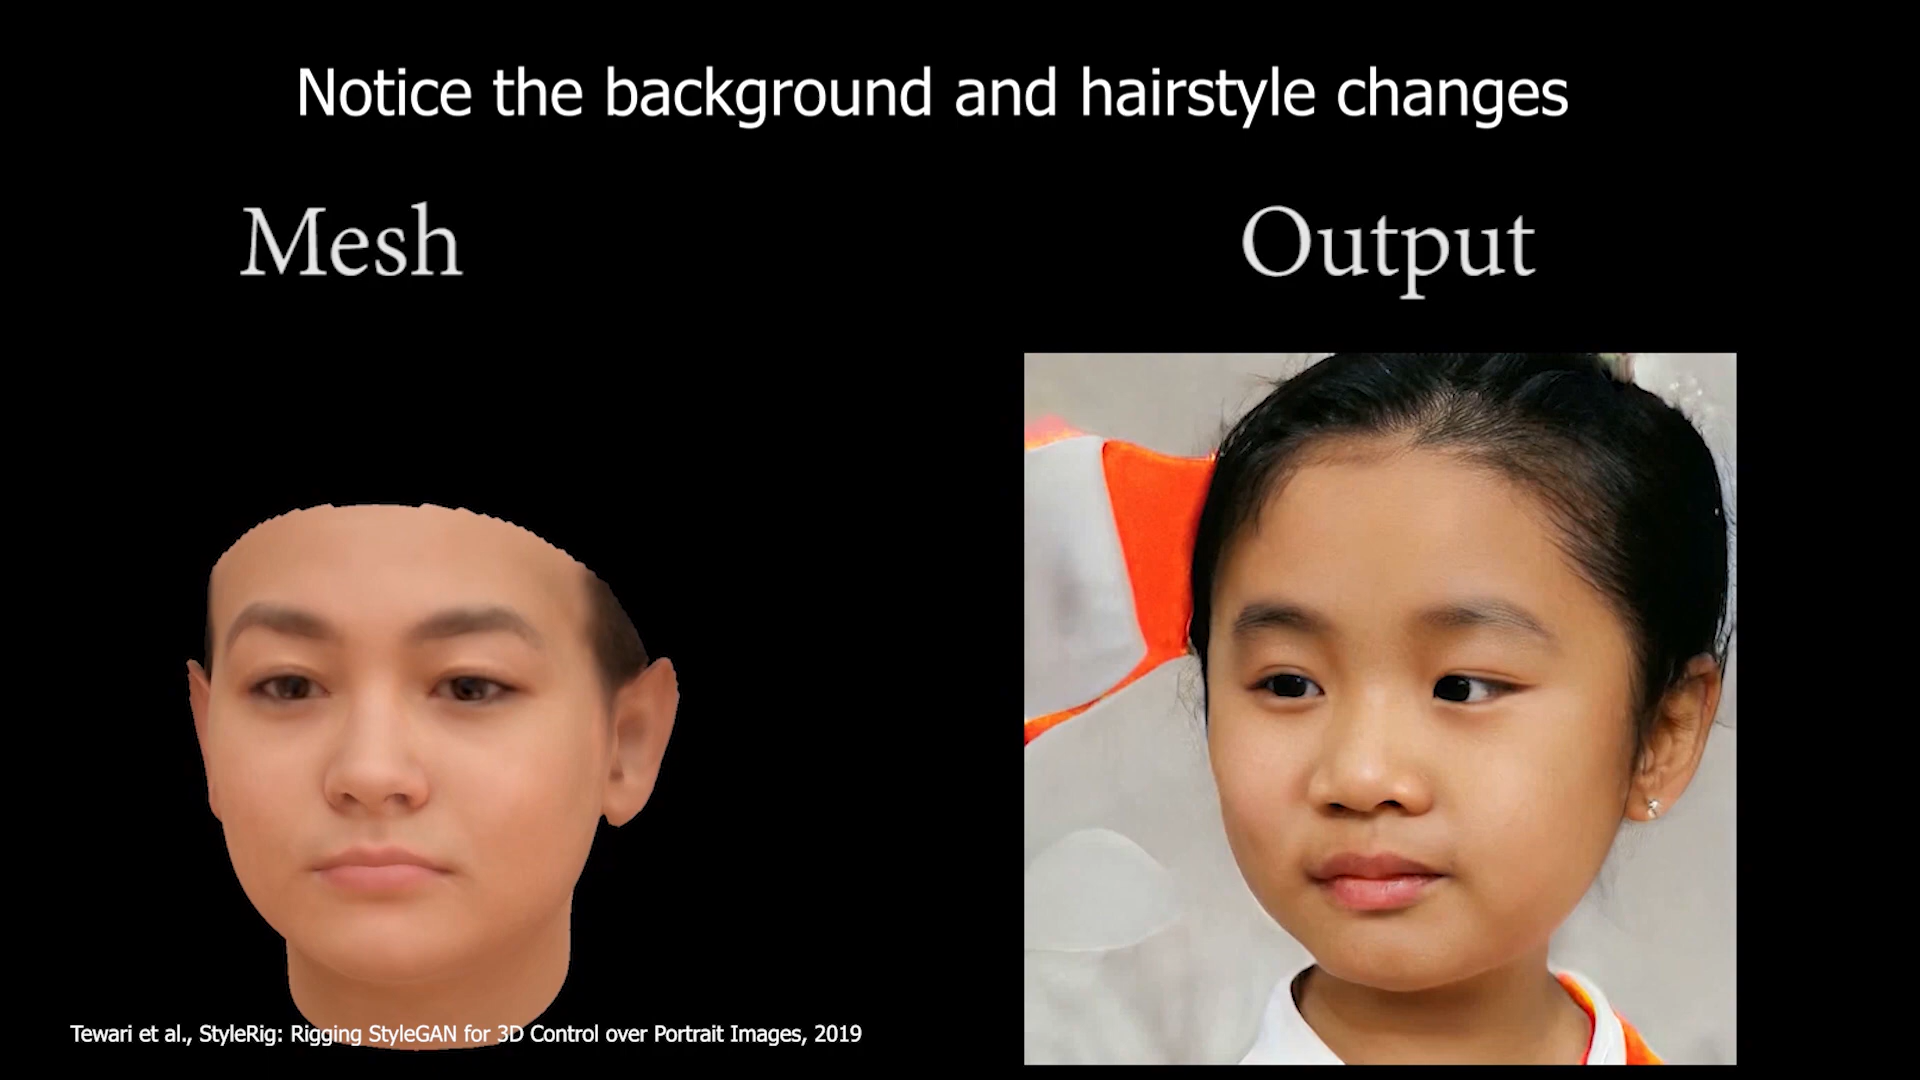 Notice the background and hairstyle changes
Mesh
Output
Tewari et al., StyleRig: Rigging StyleGAN for 3D Control over Portrait Images, 2019